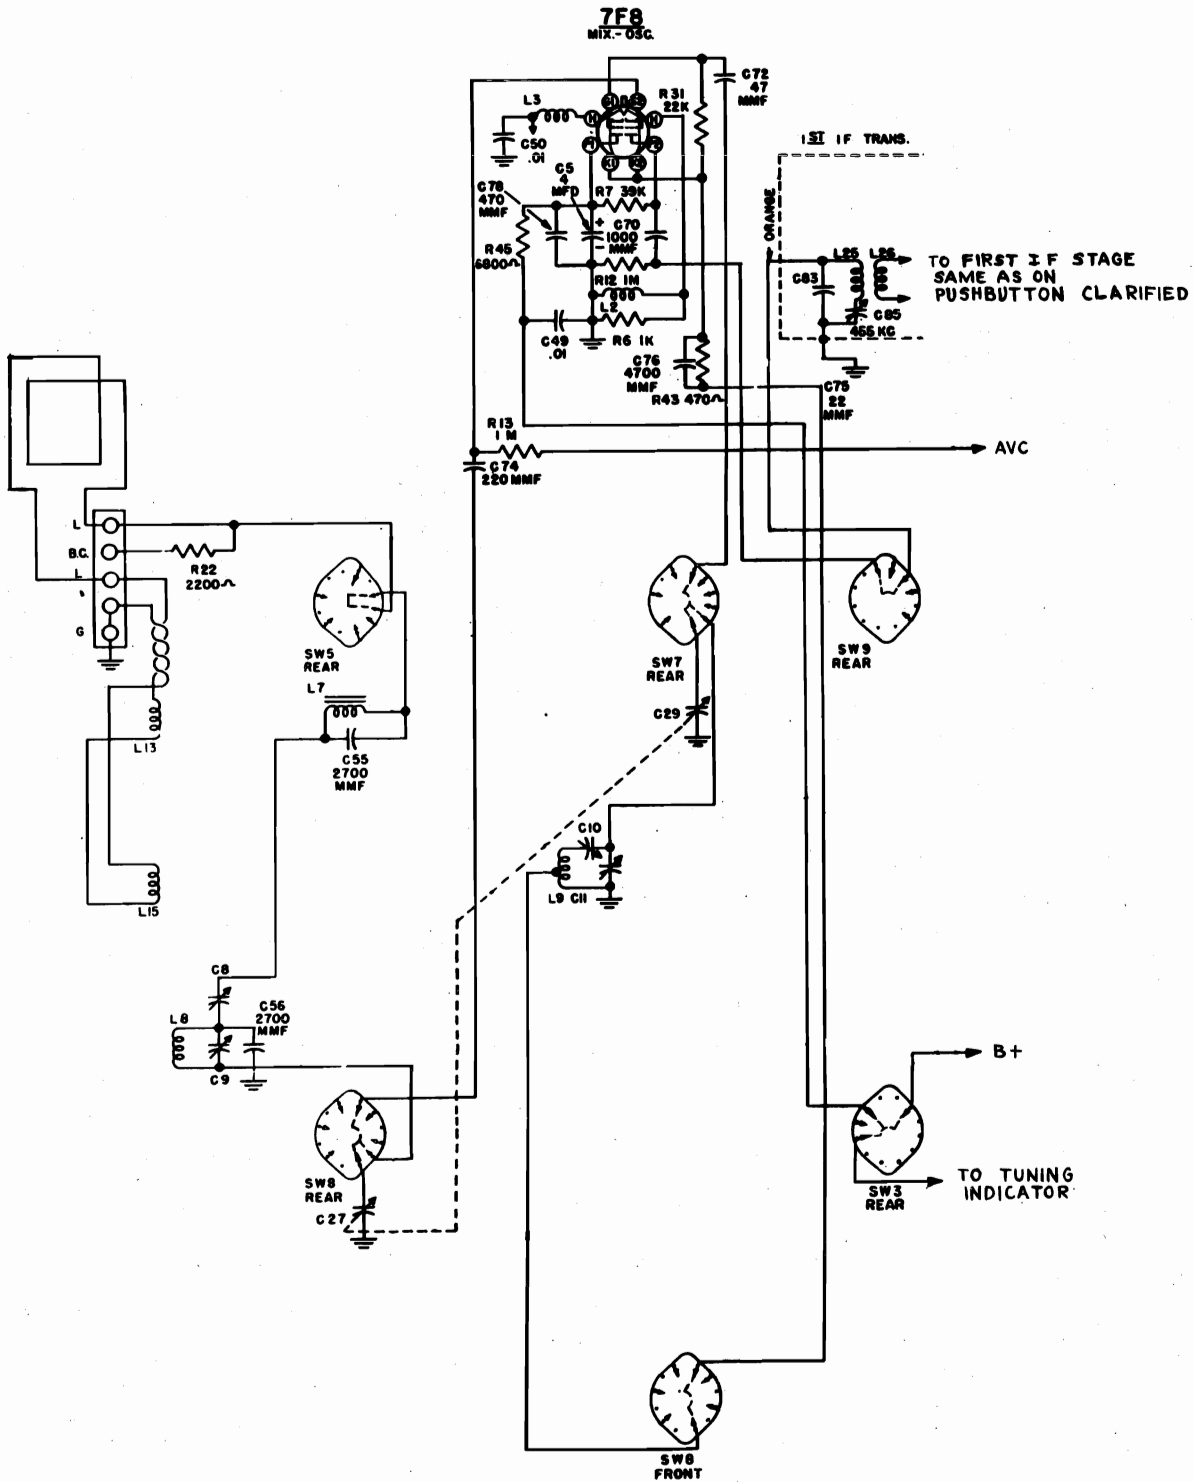 7F8
MIX.- OSC.
C72
47
MMF
R31
22K
L3
C50
.01
1ST IF TRANS.
C5
4
MFD
C78
470
MMF
R7 39K
ORANGE
+
C70
1000
MMF
-
R45
6800~
R12 1M
L2
L25 L26
TO FIRST I F STAGE
SAME AS ON
PUSHBUTTON CLARIFIED
C83
C85
455 KC
C49
.01
R6 1K
C76
4700
MMF
R43 470~
C75
22
MMF
R13
1 M
AVC
C74
220 MMF
L
B.C.
R22
2200~
L
G
SW5
REAR
SW7
REAR
SW9
REAR
L7
C29
L13
C55
2700
MMF
C10
L9 C11
L15
C8
C56
2700
MMF
L8
C9
B+
SW8
REAR
C27
TO TUNING
INDICATOR
SW3
REAR
SW8
FRONT